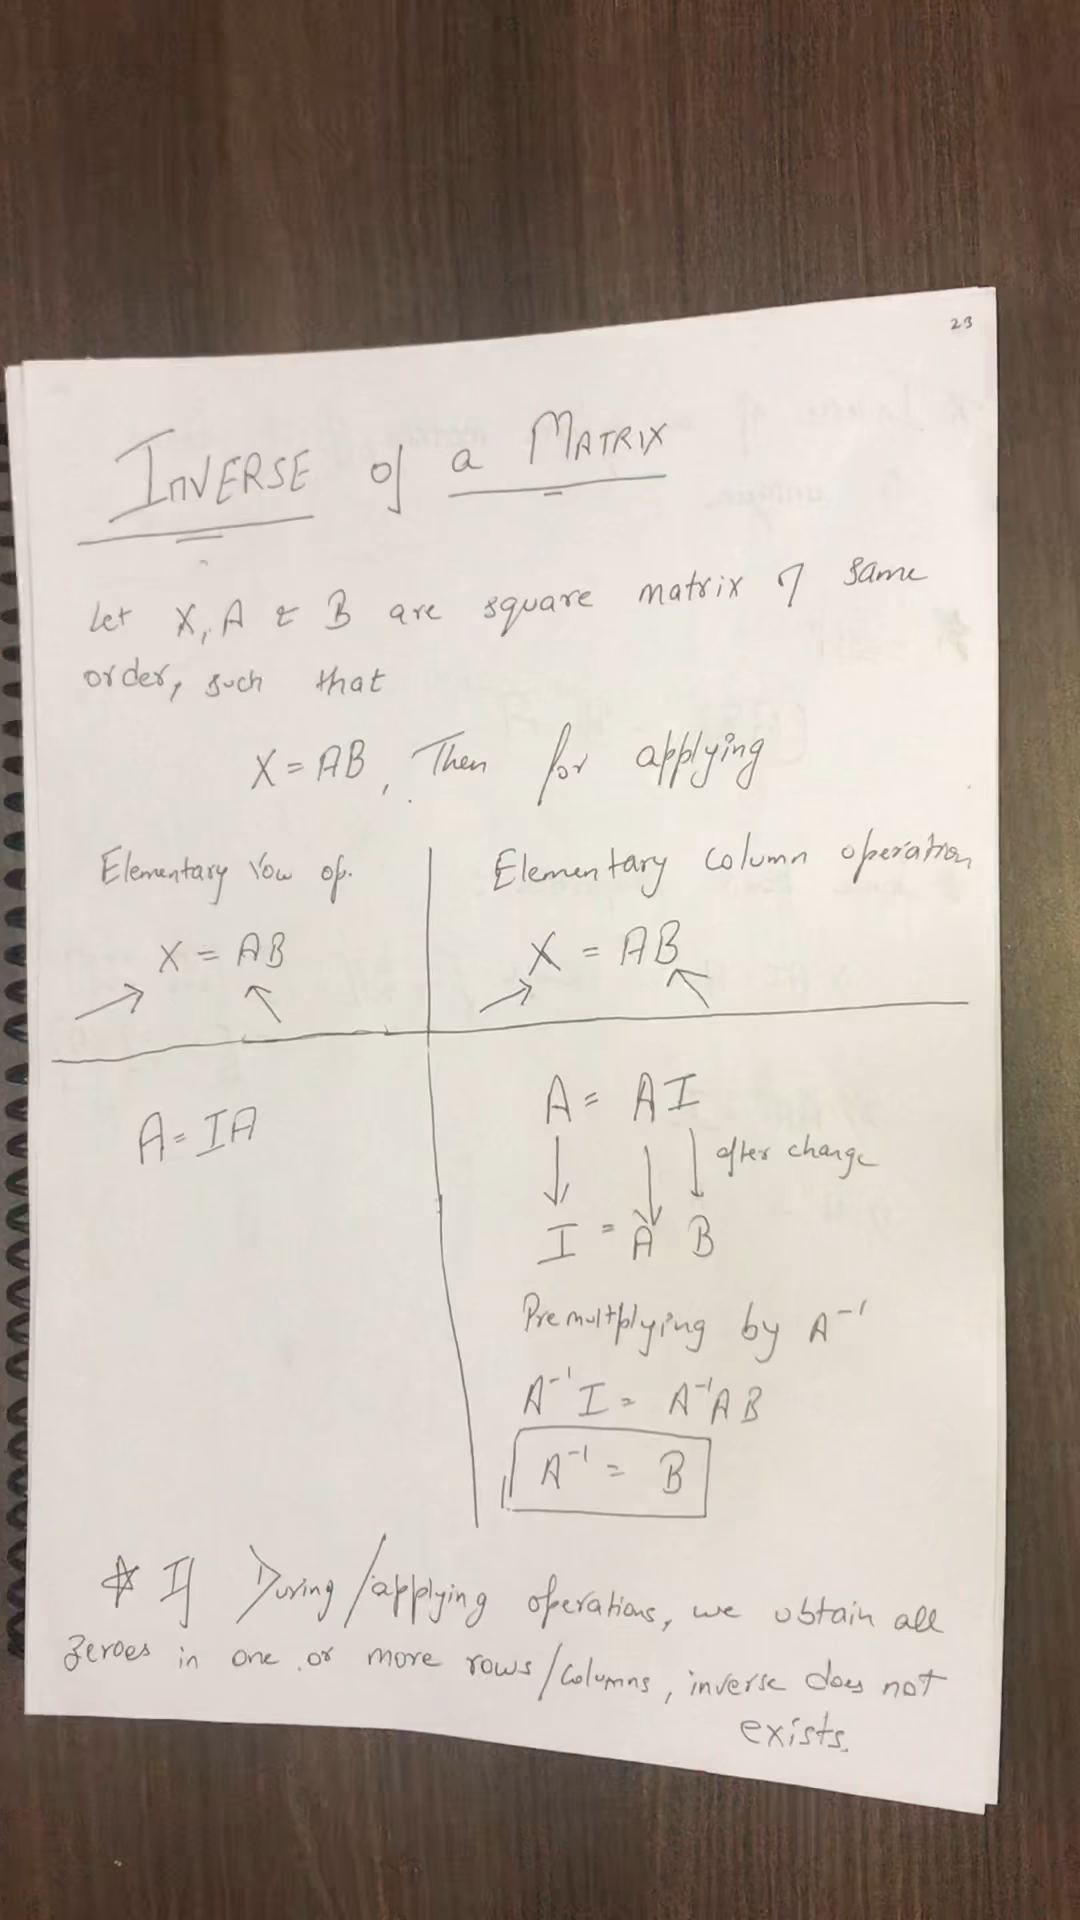 23
INVERSE of a MATRIX
Let X, A & B are square matrix of same
order, such that
X = AB, Then for applying
Elementary row op.
X = AB
A = IA
Elementary column operation
X = AB
A = AI
after change
I = A B
Premultplying by A⁻¹
A⁻¹ I = A⁻¹AB
A⁻¹ = B
* If During/applying operations, we obtain all
zeroes in one or more rows/columns, inverse does not
exists.